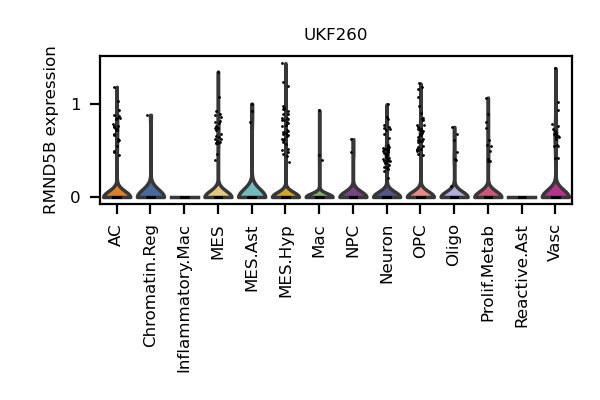 UKF260
RMND5B expression
1
0
AC
Chromatin.Reg
Inflammatory.Mac
MES
MES.Ast
MES.Hyp
Mac
NPC
Neuron
OPC
Oligo
Prolif.Metab
Reactive.Ast
Vasc